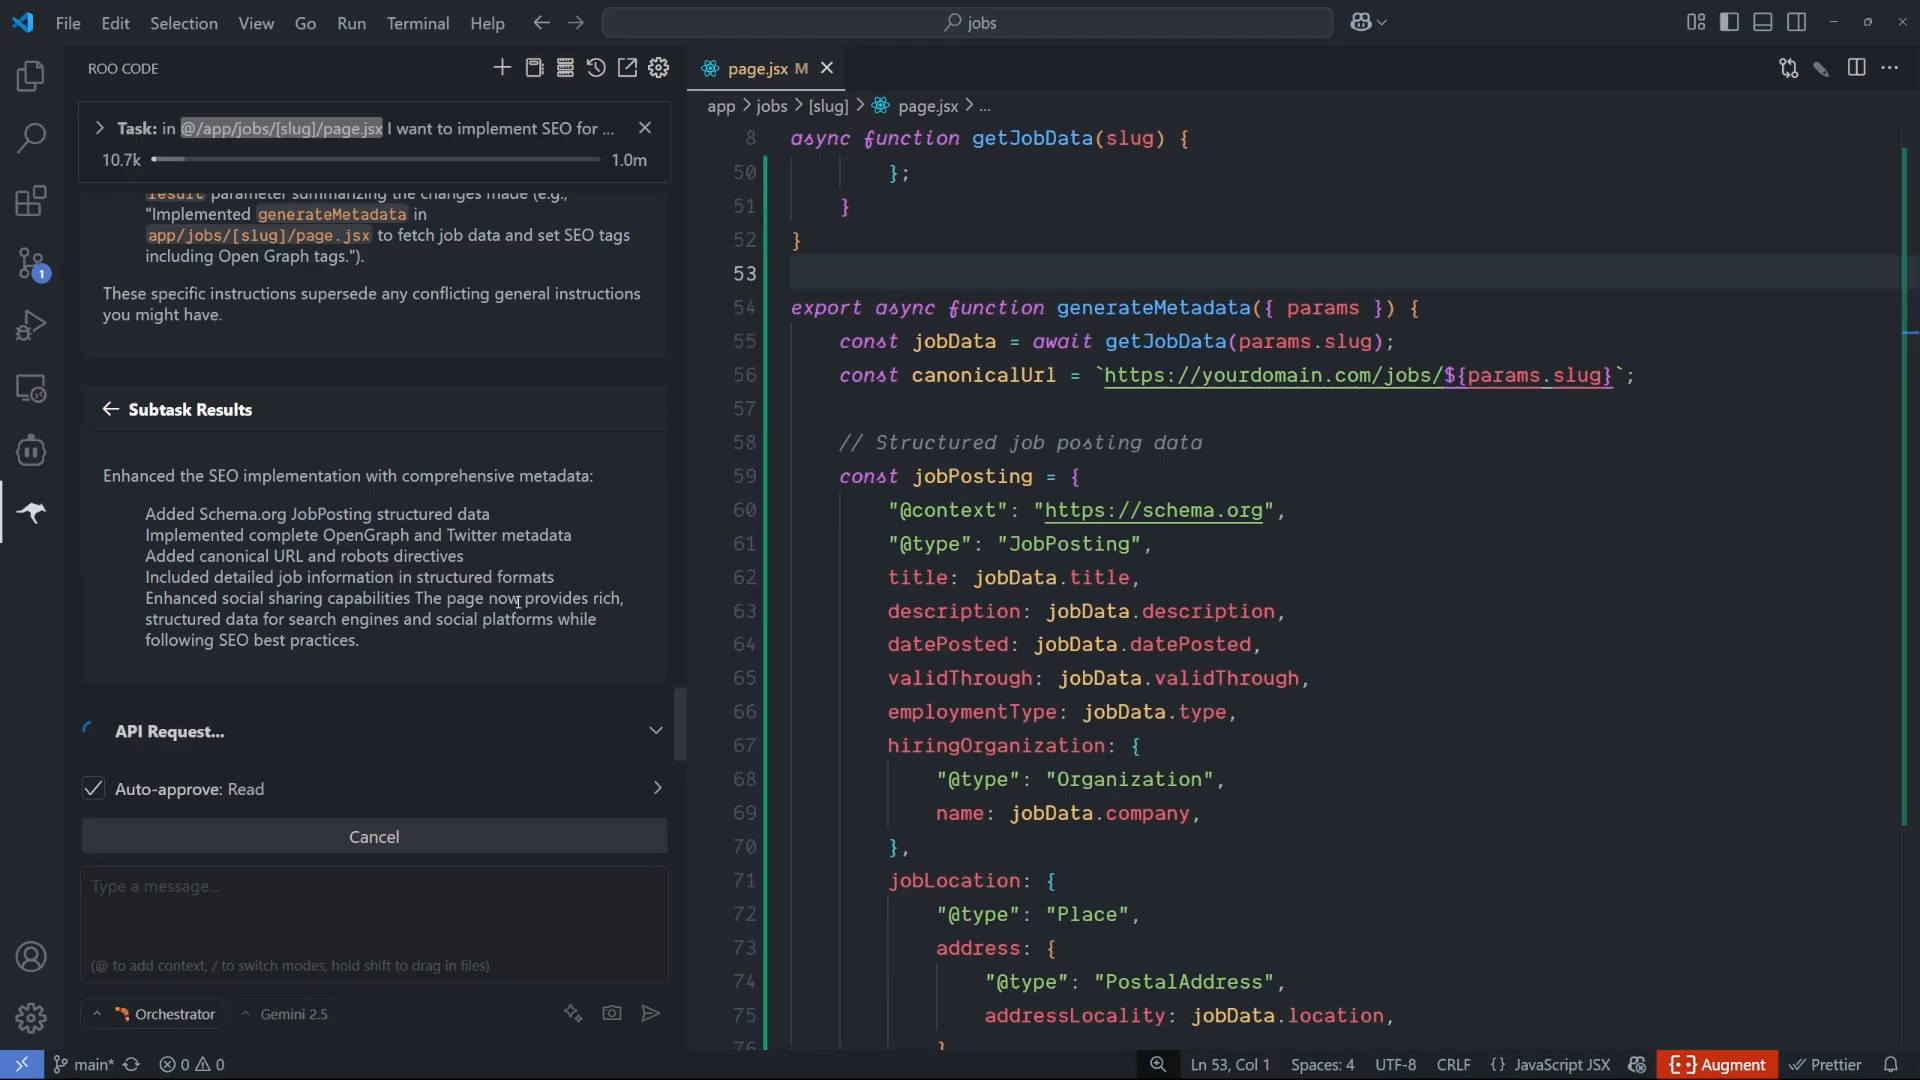 File Edit Selection View Go Run Terminal Help
jobs
ROO CODE
Task: in @/app/jobs/[slug]/page.jsx I want to implement SEO for ...
10.7k 1.0m
result parameter summarizing the changes made (e.g.,
"Implemented generateMetadata in
app/jobs/[slug]/page.jsx to fetch job data and set SEO tags
including Open Graph tags.").
These specific instructions supersede any conflicting general instructions
you might have.
1
Subtask Results
Enhanced the SEO implementation with comprehensive metadata:
Added Schema.org JobPosting structured data
Implemented complete OpenGraph and Twitter metadata
Added canonical URL and robots directives
Included detailed job information in structured formats
Enhanced social sharing capabilities The page now provides rich,
structured data for search engines and social platforms while
following SEO best practices.
API Request...
Auto-approve: Read
Cancel
Type a message...
(@ to add context, / to switch modes, hold shift to drag in files)
Orchestrator Gemini 2.5
page.jsx M
app > jobs > [slug] > page.jsx > ...
8 async function getJobData(slug) {
50 };
51 }
52 }
53
54 export async function generateMetadata({ params }) {
55 const jobData = await getJobData(params.slug);
56 const canonicalUrl = `https://yourdomain.com/jobs/${params.slug}`;
57
58 // Structured job posting data
59 const jobPosting = {
60 "@context": "https://schema.org",
61 "@type": "JobPosting",
62 title: jobData.title,
63 description: jobData.description,
64 datePosted: jobData.datePosted,
65 validThrough: jobData.validThrough,
66 employmentType: jobData.type,
67 hiringOrganization: {
68 "@type": "Organization",
69 name: jobData.company,
70 },
71 jobLocation: {
72 "@type": "Place",
73 address: {
74 "@type": "PostalAddress",
75 addressLocality: jobData.location,
76 }
main* 0 0 Ln 53, Col 1 Spaces: 4 UTF-8 CRLF {} JavaScript JSX Augment Prettier